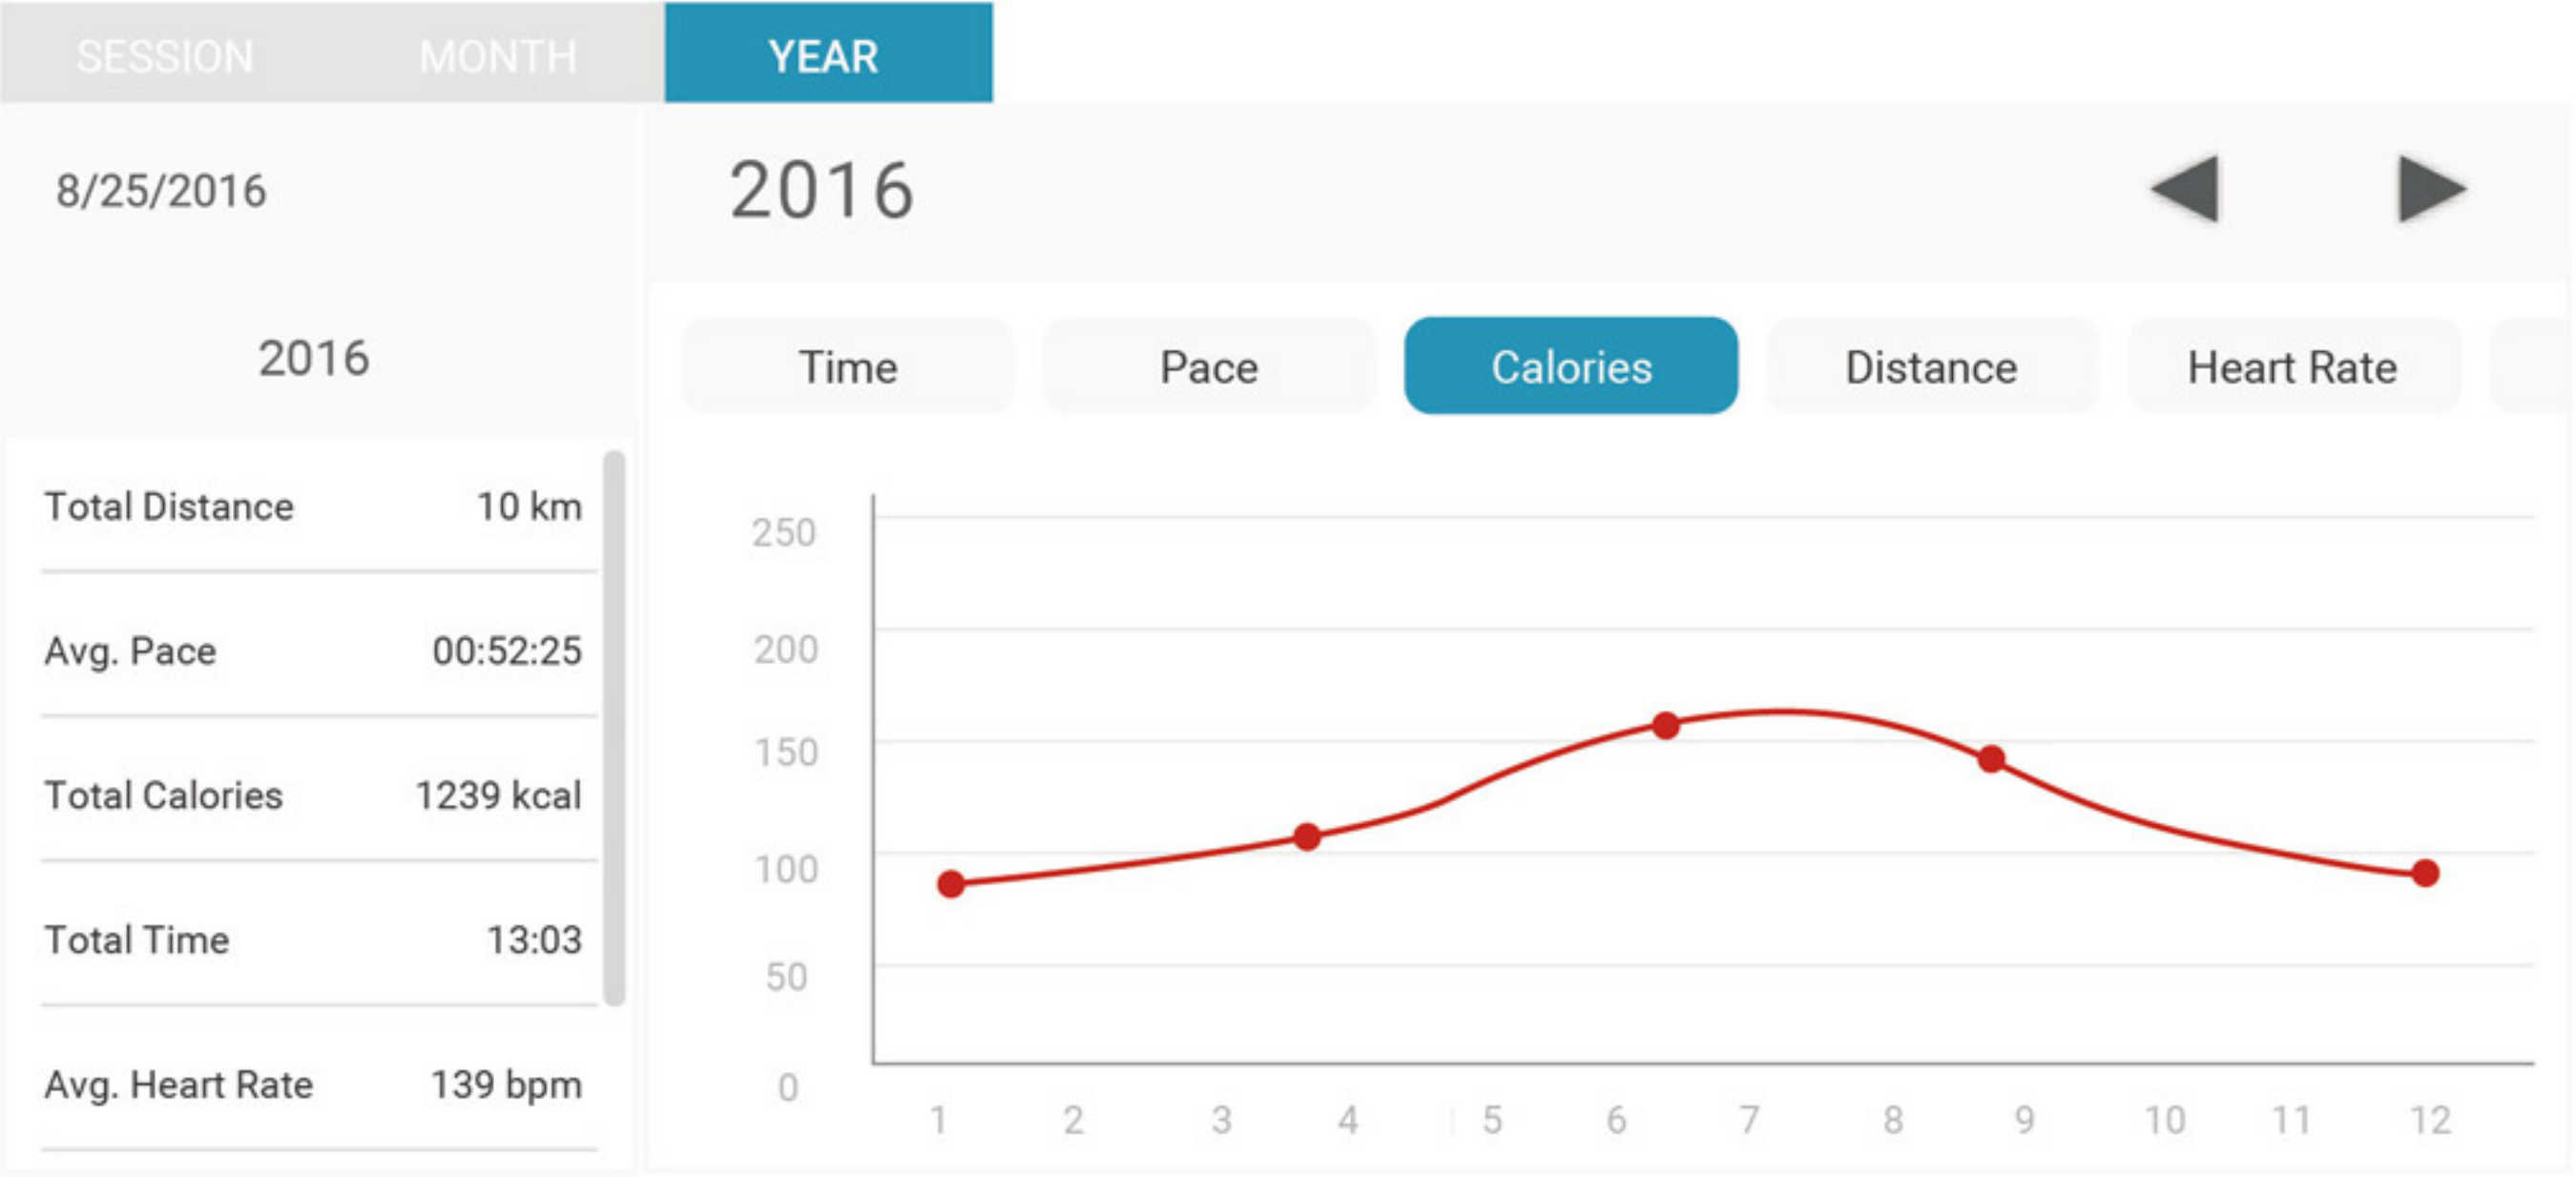 SESSION MONTH YEAR
8/25/2016
2016
Total Distance 10 km
Avg. Pace 00:52:25
Total Calories 1239 kcal
Total Time 13:03
Avg. Heart Rate 139 bpm
2016
Time Pace Calories Distance Heart Rate
250
200
150
100
50
0
1 2 3 4 5 6 7 8 9 10 11 12